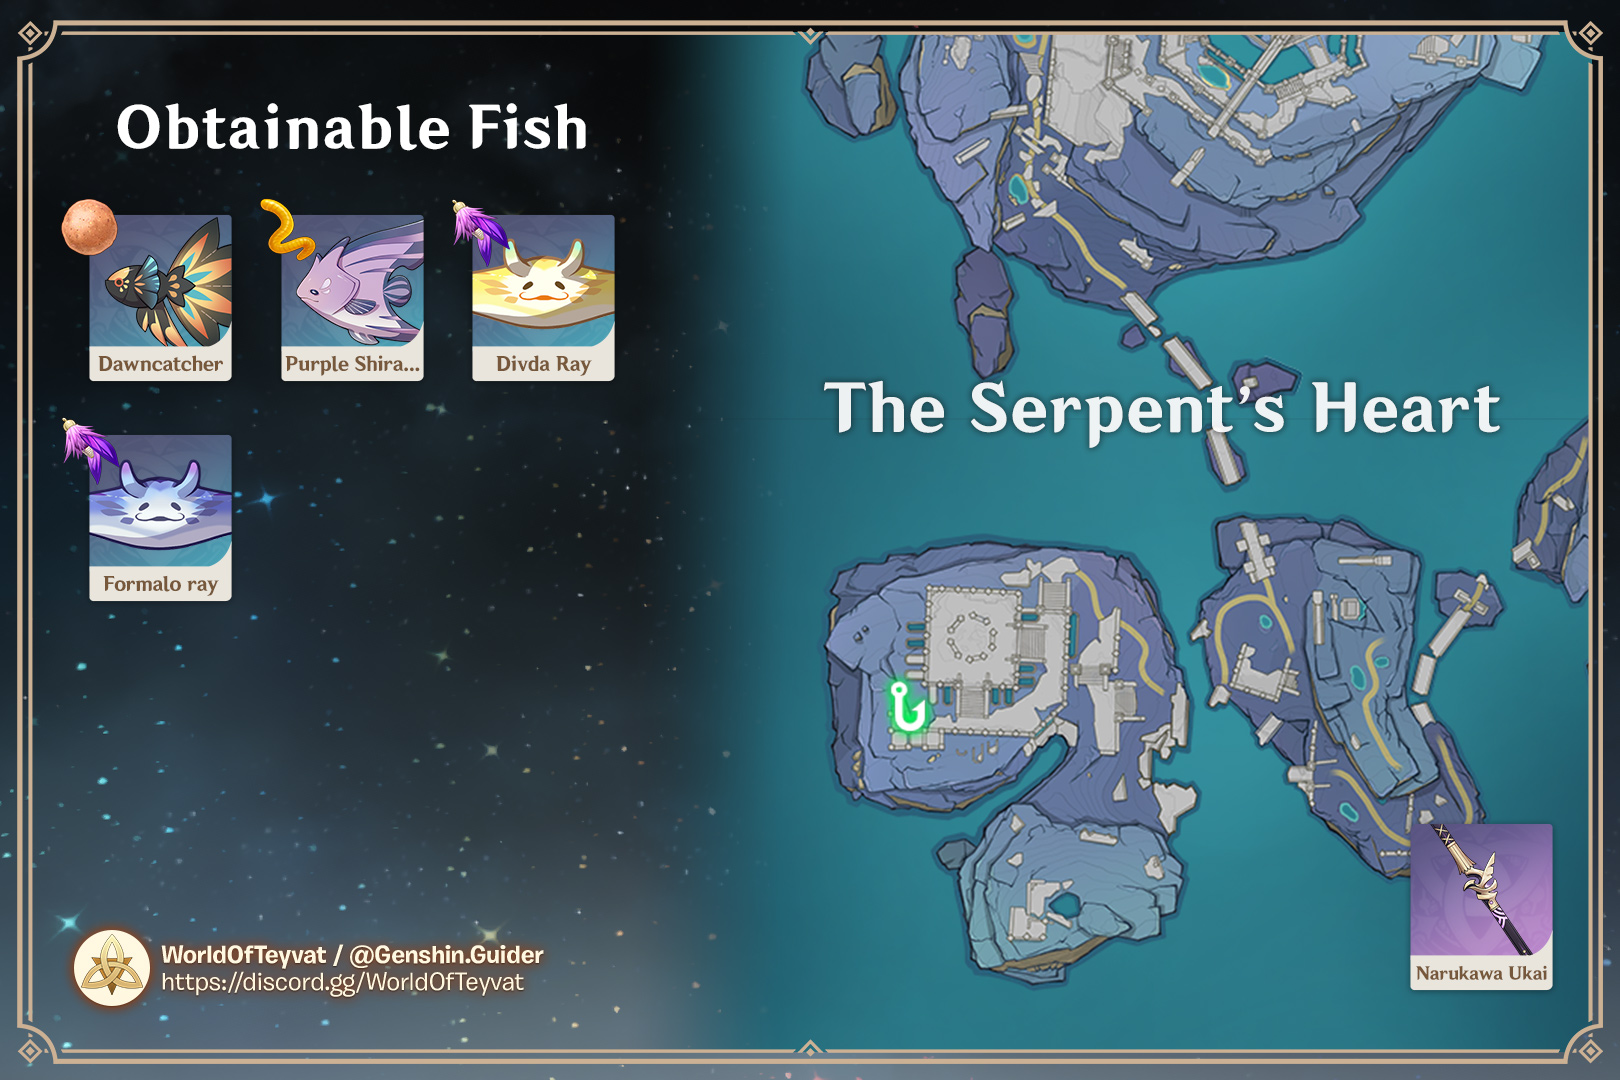 Obtainable Fish
Dawncatcher
Purple Shira...
Divda Ray
Formalo ray
The Serpent's Heart
Narukawa Ukai
WorldOfTeyvat / @Genshin.Guider
https://discord.gg/WorldOfTeyvat